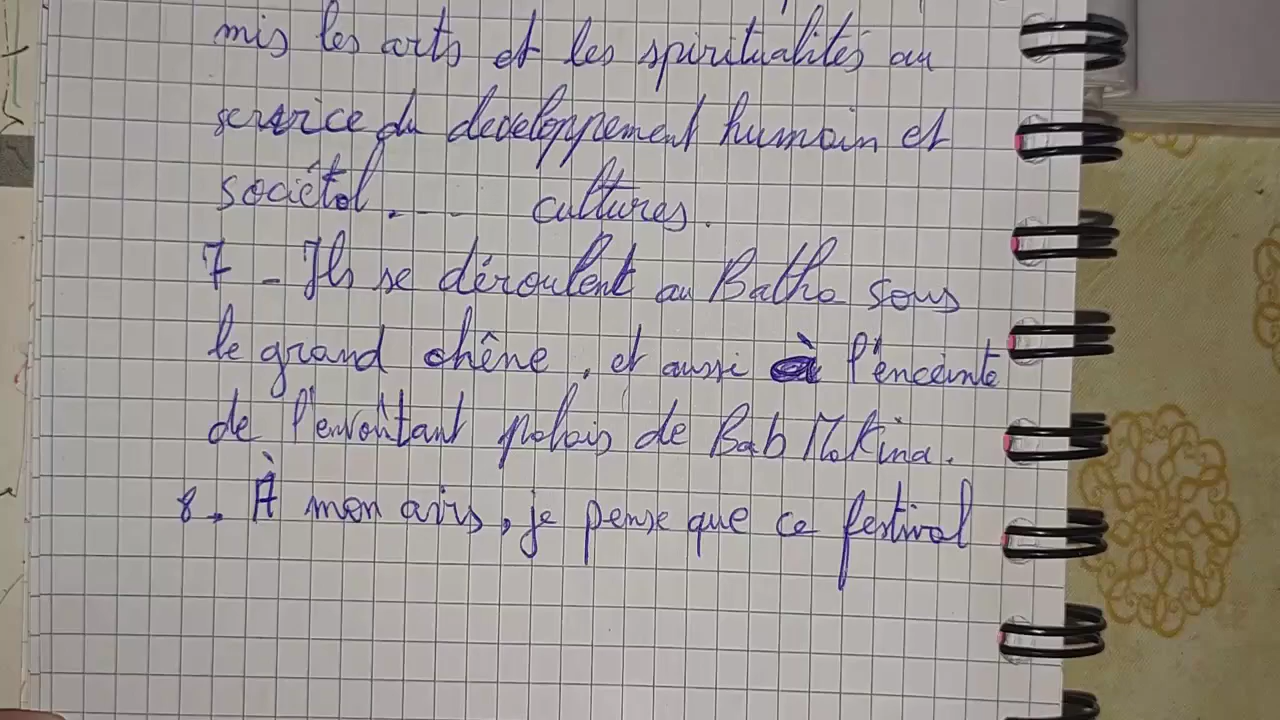 mis les arts et les spiritualités au
service du developpement humain et
sociétal. -- cultures.
7 - Ils se déroulent au Batha sous
le grand chêne, et aussi à l'enceinte
de l'envoûtant palais de Bab Makina.
8. À mon avis, je pense que ce festival